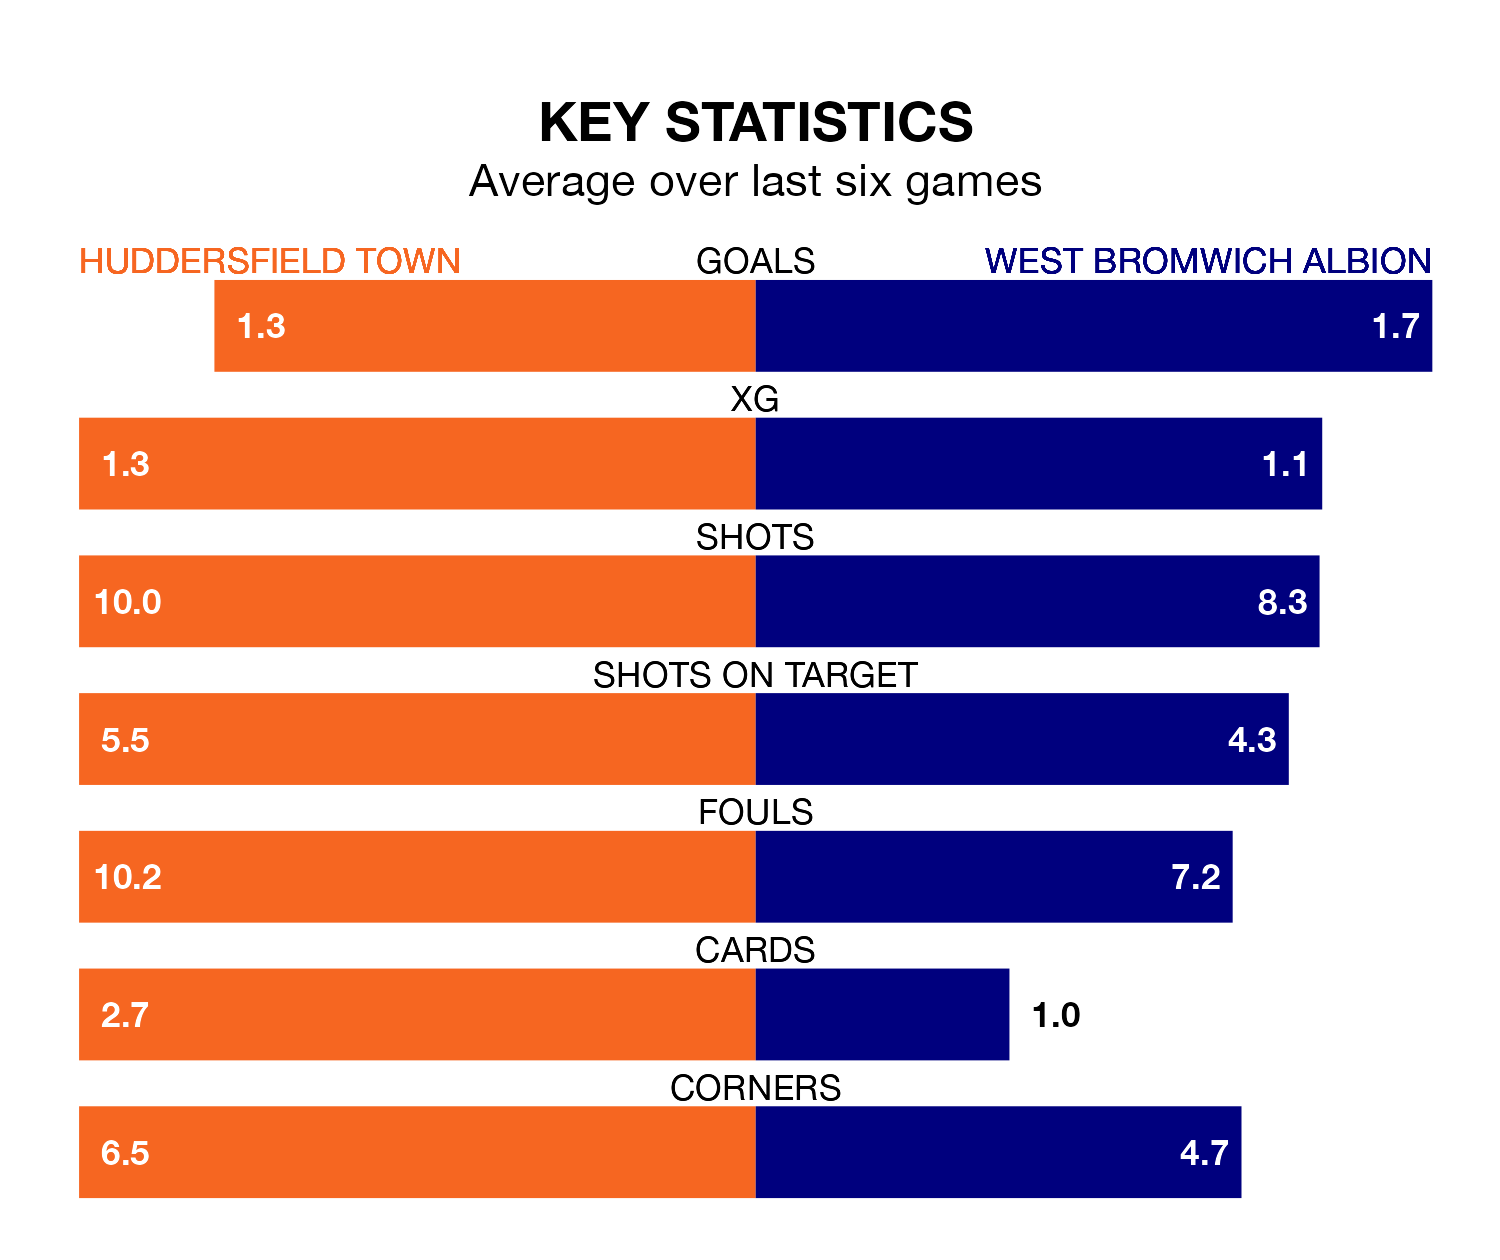 KEY STATISTICS
Average over last six games
HUDDERSFIELD TOWN GOALS WEST BROMWICH ALBION
1.3 1.7
XG
1.3 1.1
SHOTS
10.0 8.3
SHOTS ON TARGET
5.5 4.3
FOULS
10.2 7.2
CARDS
2.7 1.0
CORNERS
6.5 4.7